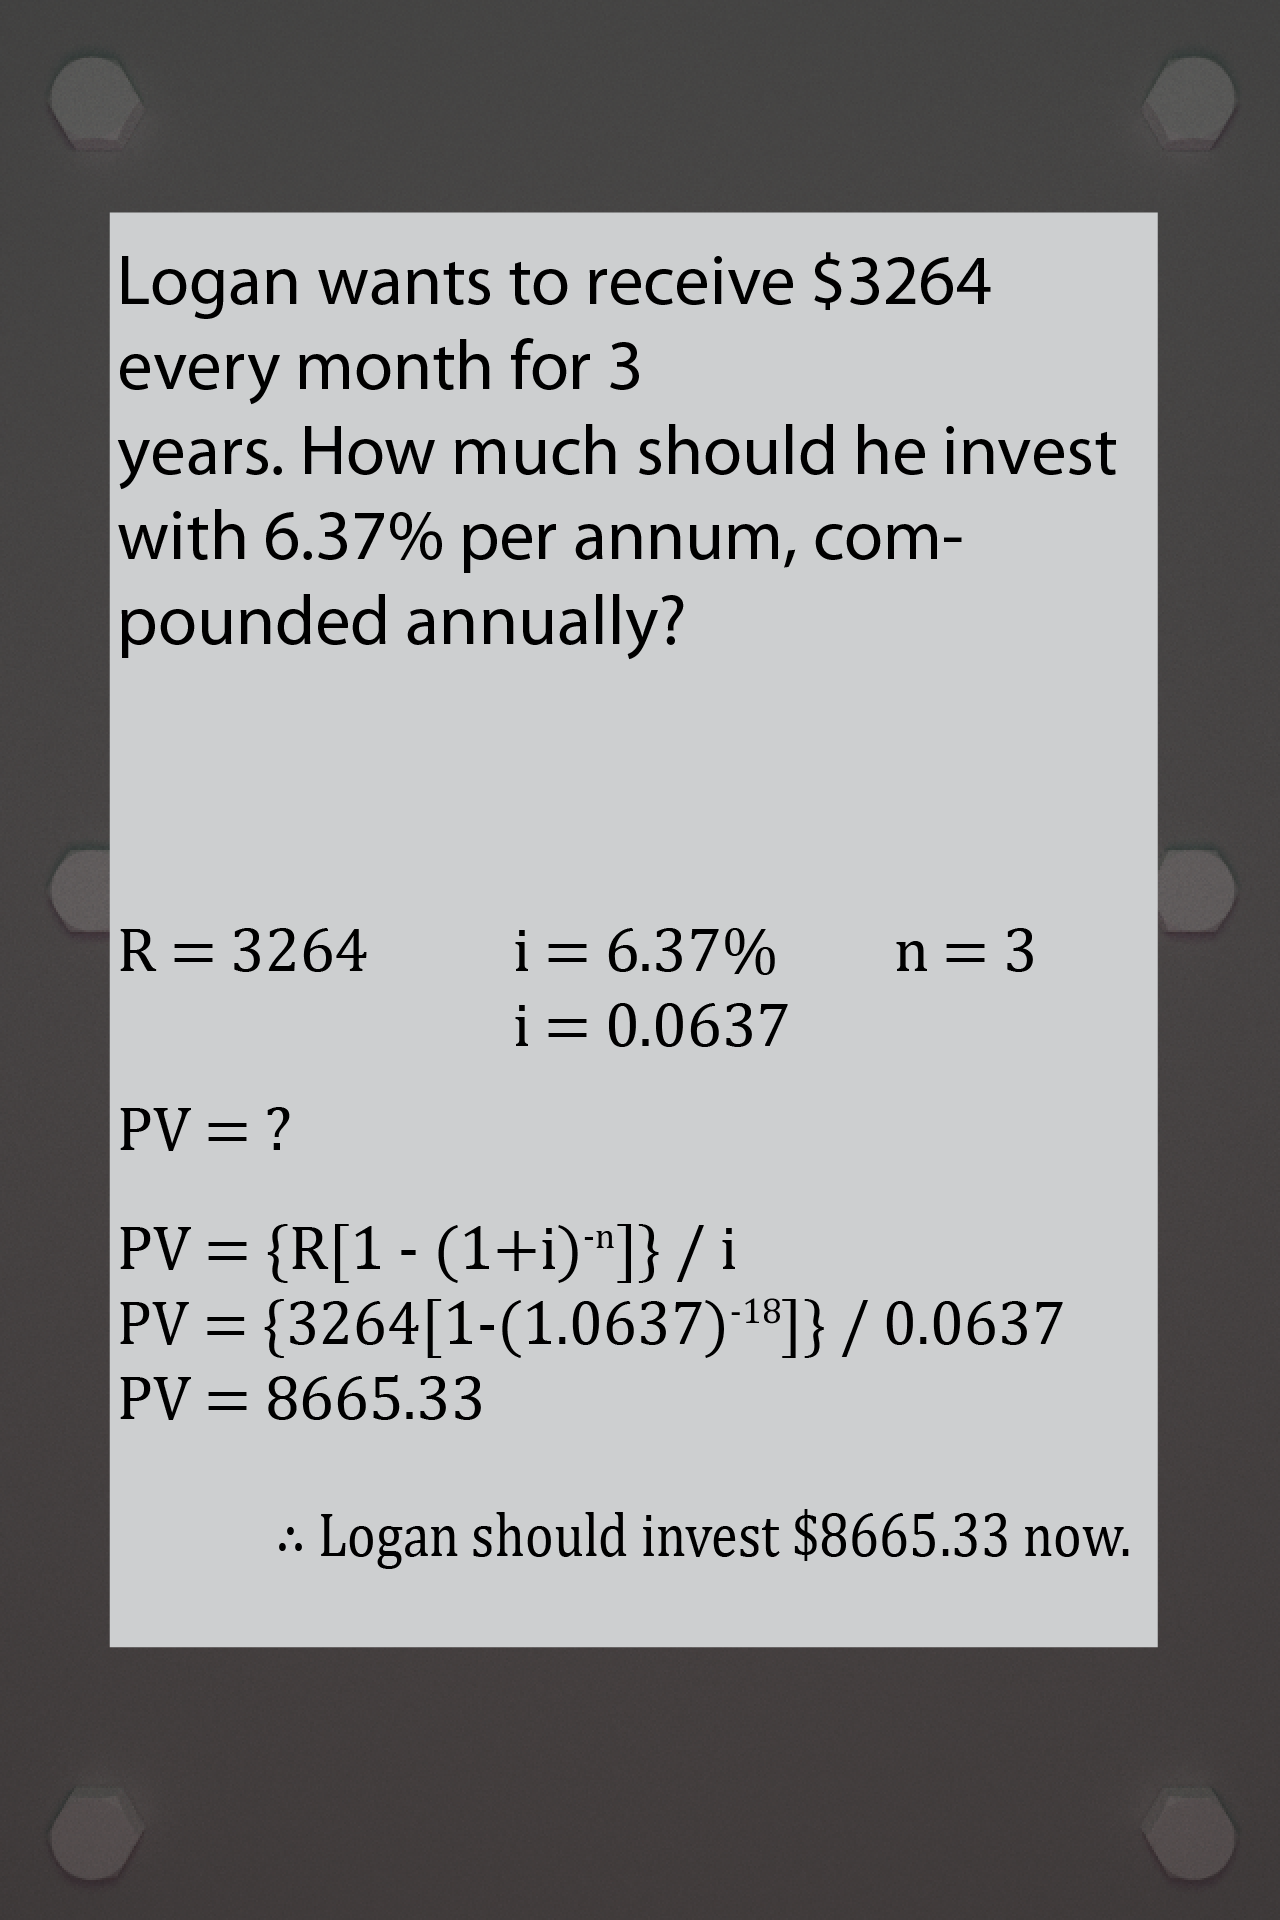 Logan wants to receive $3264
every month for 3
years. How much should he invest
with 6.37% per annum, com-
pounded annually?
R = 3264 i = 6.37% n = 3
i = 0.0637
PV = ?
PV = {R[1 - (1+i)⁻ⁿ]} / i
PV = {3264[1-(1.0637)⁻¹⁸]} / 0.0637
PV = 8665.33
∴ Logan should invest $8665.33 now.